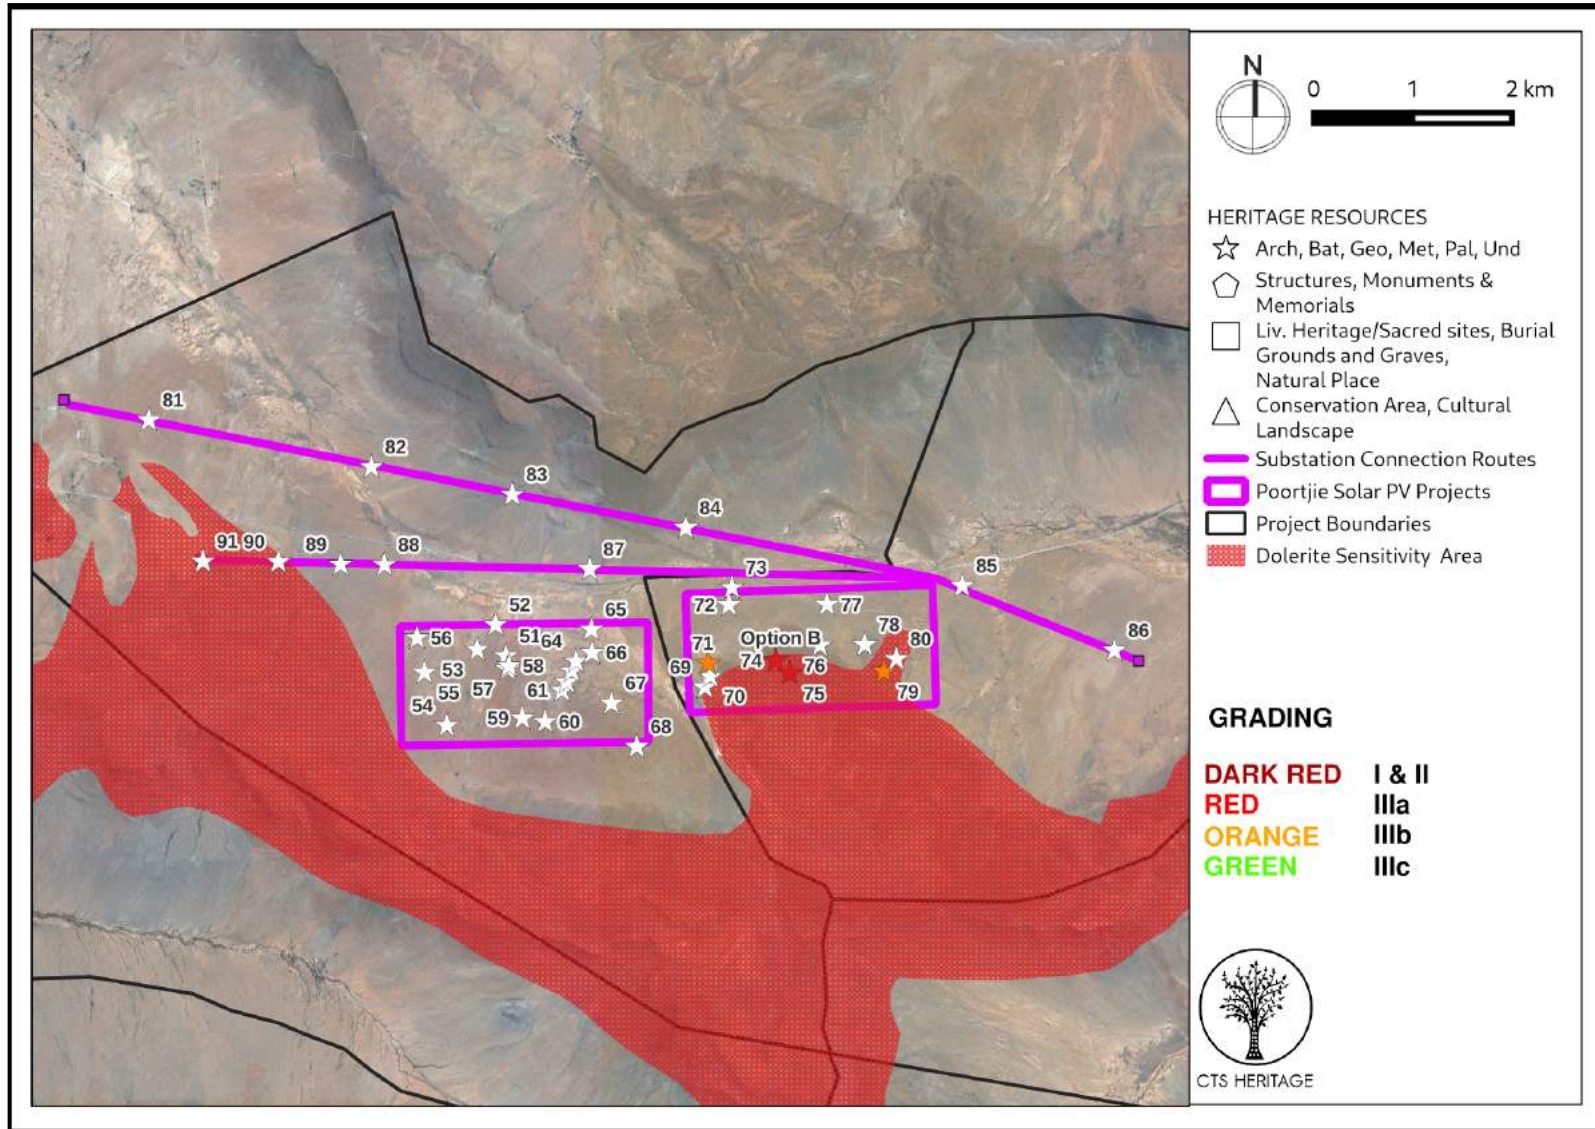 N
0 1 2 km
HERITAGE RESOURCES
Arch, Bat, Geo, Met, Pal, Und
Structures, Monuments &
Memorials
Liv. Heritage/Sacred sites, Burial
Grounds and Graves,
Natural Place
Conservation Area, Cultural
Landscape
Substation Connection Routes
Poortjie Solar PV Projects
Project Boundaries
Dolerite Sensitivity Area
GRADING
DARK RED I & II
RED IIIa
ORANGE IIIb
GREEN IIIc
CTS HERITAGE
81
82
83
84
91 90 89 88 87
73
85
52 65
72 77
56 51 64
71 Option B 78
86
53 58 66
69 74 76 80
55 57 61 67
54 59 60
70 75 79
68